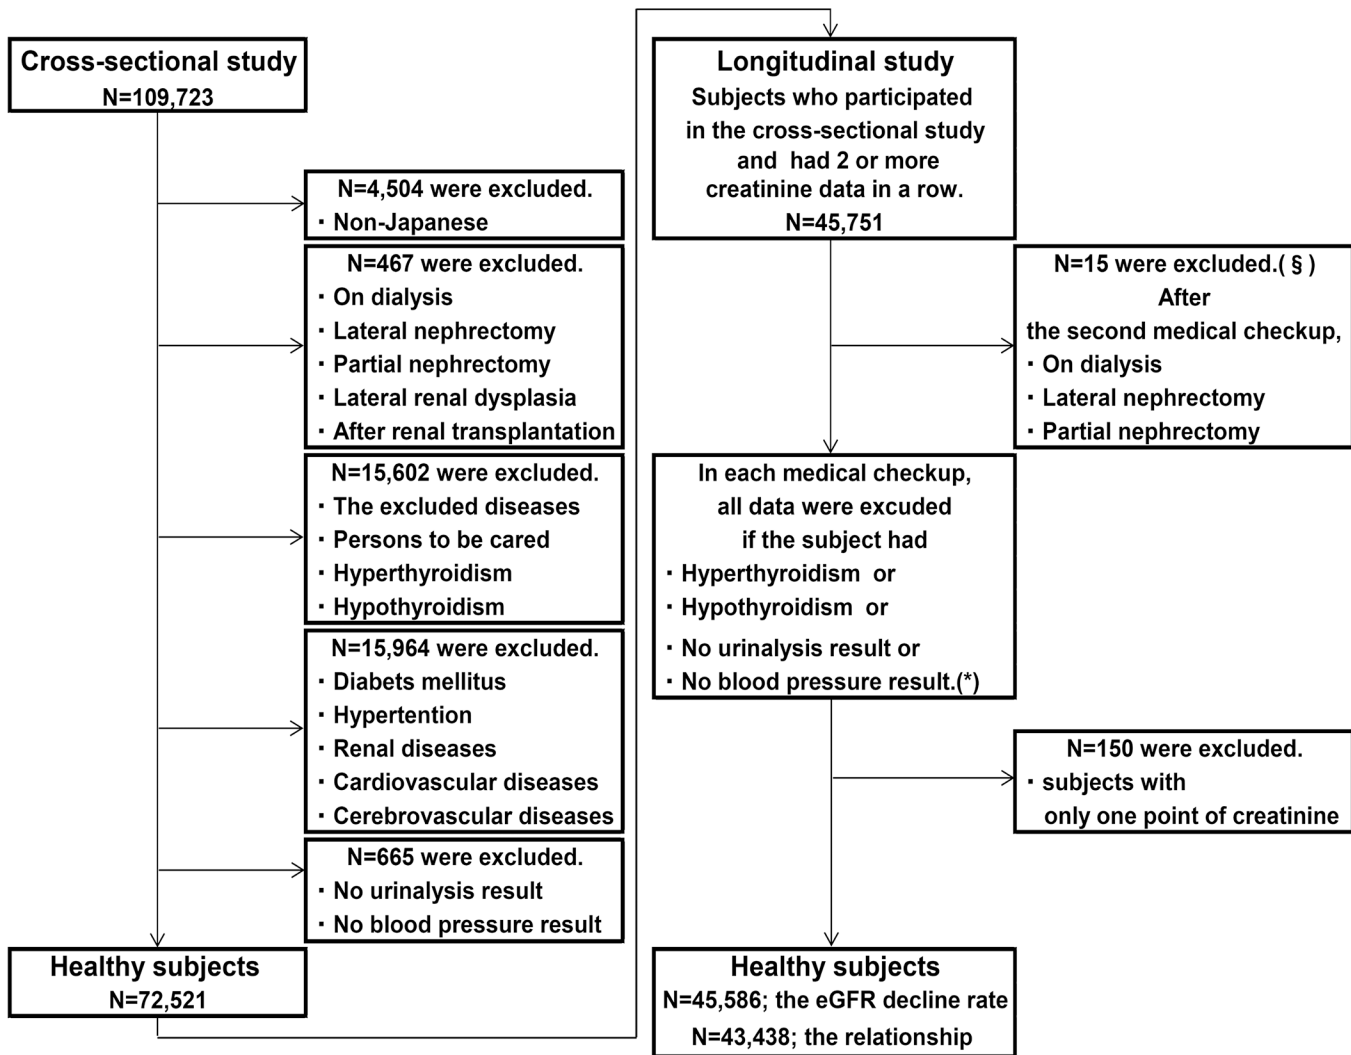 Cross-sectional study
N=109,723
N=4,504 were excluded.
・Non-Japanese
N=467 were excluded.
・On dialysis
・Lateral nephrectomy
・Partial nephrectomy
・Lateral renal dysplasia
・After renal transplantation
N=15,602 were excluded.
・The excluded diseases
・Persons to be cared
・Hyperthyroidism
・Hypothyroidism
N=15,964 were excluded.
・Diabets mellitus
・Hypertention
・Renal diseases
・Cardiovascular diseases
・Cerebrovascular diseases
N=665 were excluded.
・No urinalysis result
・No blood pressure result
Healthy subjects
N=72,521
Longitudinal study
Subjects who participated
in the cross-sectional study
and had 2 or more
creatinine data in a row.
N=45,751
N=15 were excluded.( § )
After
the second medical checkup,
・On dialysis
・Lateral nephrectomy
・Partial nephrectomy
In each medical checkup,
all data were excuded
if the subject had
・Hyperthyroidism or
・Hypothyroidism or
・No urinalysis result or
・No blood pressure result.(*)
N=150 were excluded.
・subjects with
only one point of creatinine
Healthy subjects
N=45,586; the eGFR decline rate
N=43,438; the relationship